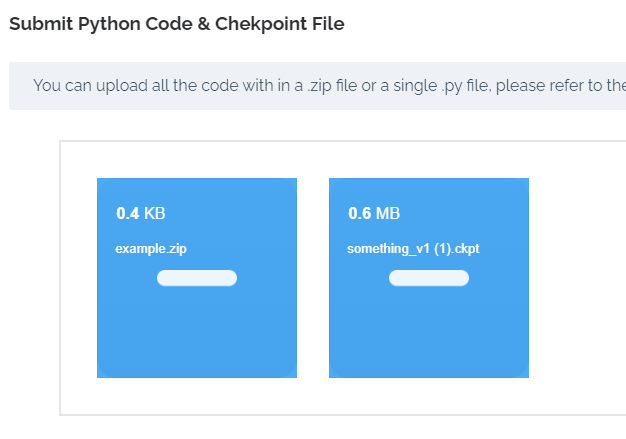 Submit Python Code & Chekpoint File
You can upload all the code with in a .zip file or a single .py file, please refer to the
0.4 KB
example.zip
0.6 MB
something_v1 (1).ckpt